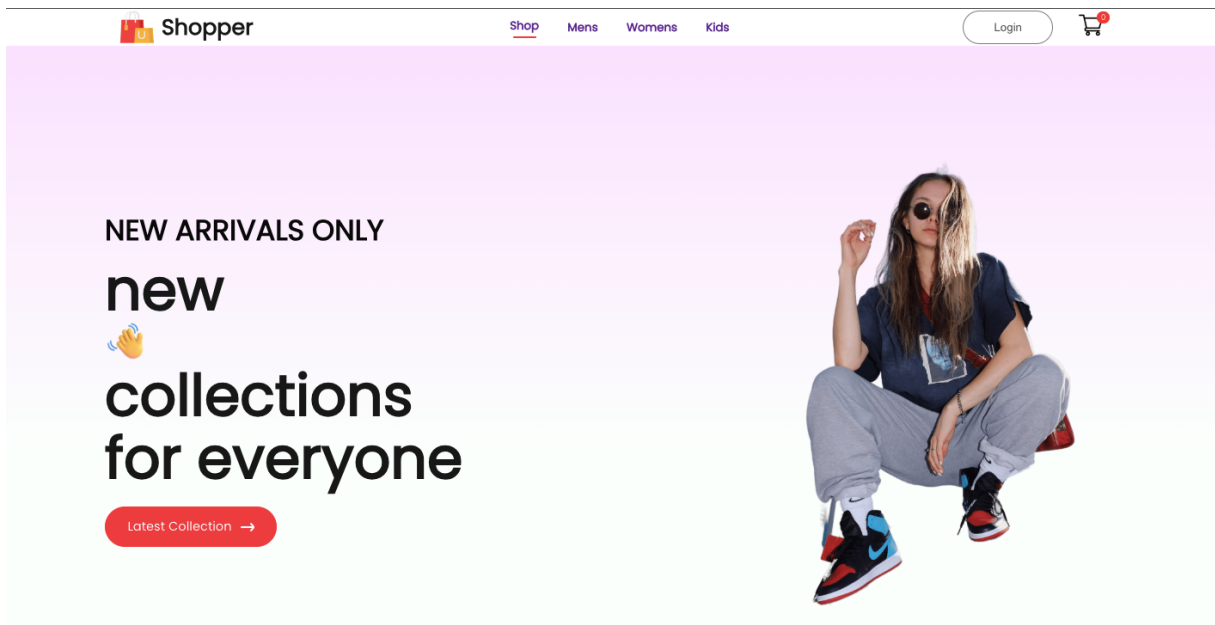 U
Shopper
Shop
Mens
Womens
Kids
Login
0
NEW ARRIVALS ONLY
new
collections
for everyone
Latest Collection